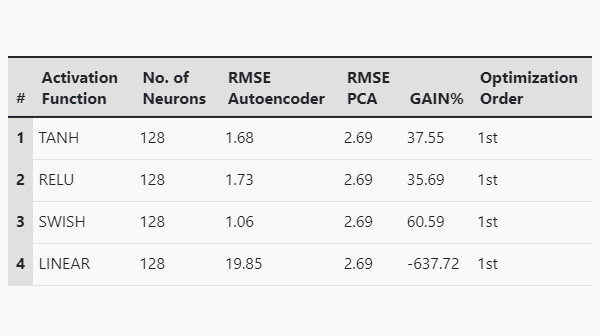 # Activation Function No. of Neurons RMSE Autoencoder RMSE PCA GAIN% Optimization Order
1 TANH 128 1.68 2.69 37.55 1st
2 RELU 128 1.73 2.69 35.69 1st
3 SWISH 128 1.06 2.69 60.59 1st
4 LINEAR 128 19.85 2.69 -637.72 1st